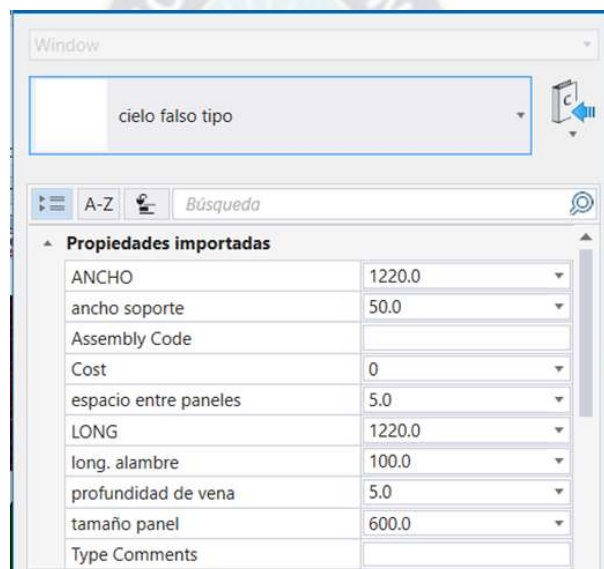 Window
cielo falso tipo
C
A-Z Búsqueda
Propiedades importadas
ANCHO 1220.0
ancho soporte 50.0
Assembly Code
Cost 0
espacio entre paneles 5.0
LONG 1220.0
long. alambre 100.0
profundidad de vena 5.0
tamaño panel 600.0
Type Comments